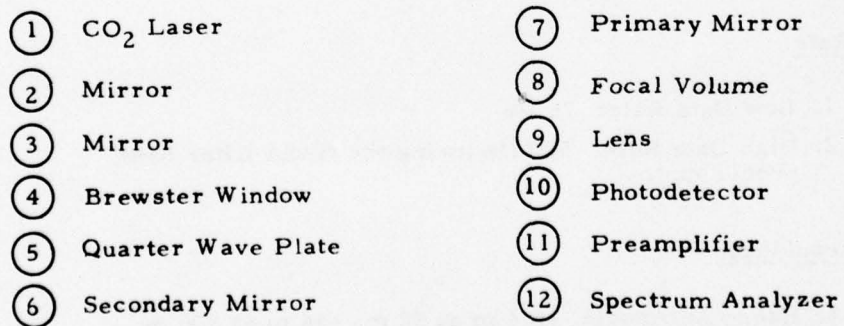 1 CO2 Laser
2 Mirror
3 Mirror
4 Brewster Window
5 Quarter Wave Plate
6 Secondary Mirror
7 Primary Mirror
8 Focal Volume
9 Lens
10 Photodetector
11 Preamplifier
12 Spectrum Analyzer